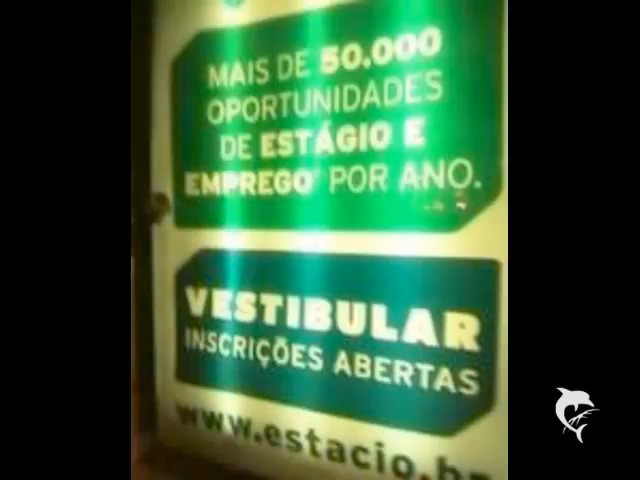 MAIS DE 50.000
OPORTUNIDADES
DE ESTÁGIO E
EMPREGO* POR ANO.
VESTIBULAR
INSCRIÇÕES ABERTAS
www.estacio.br